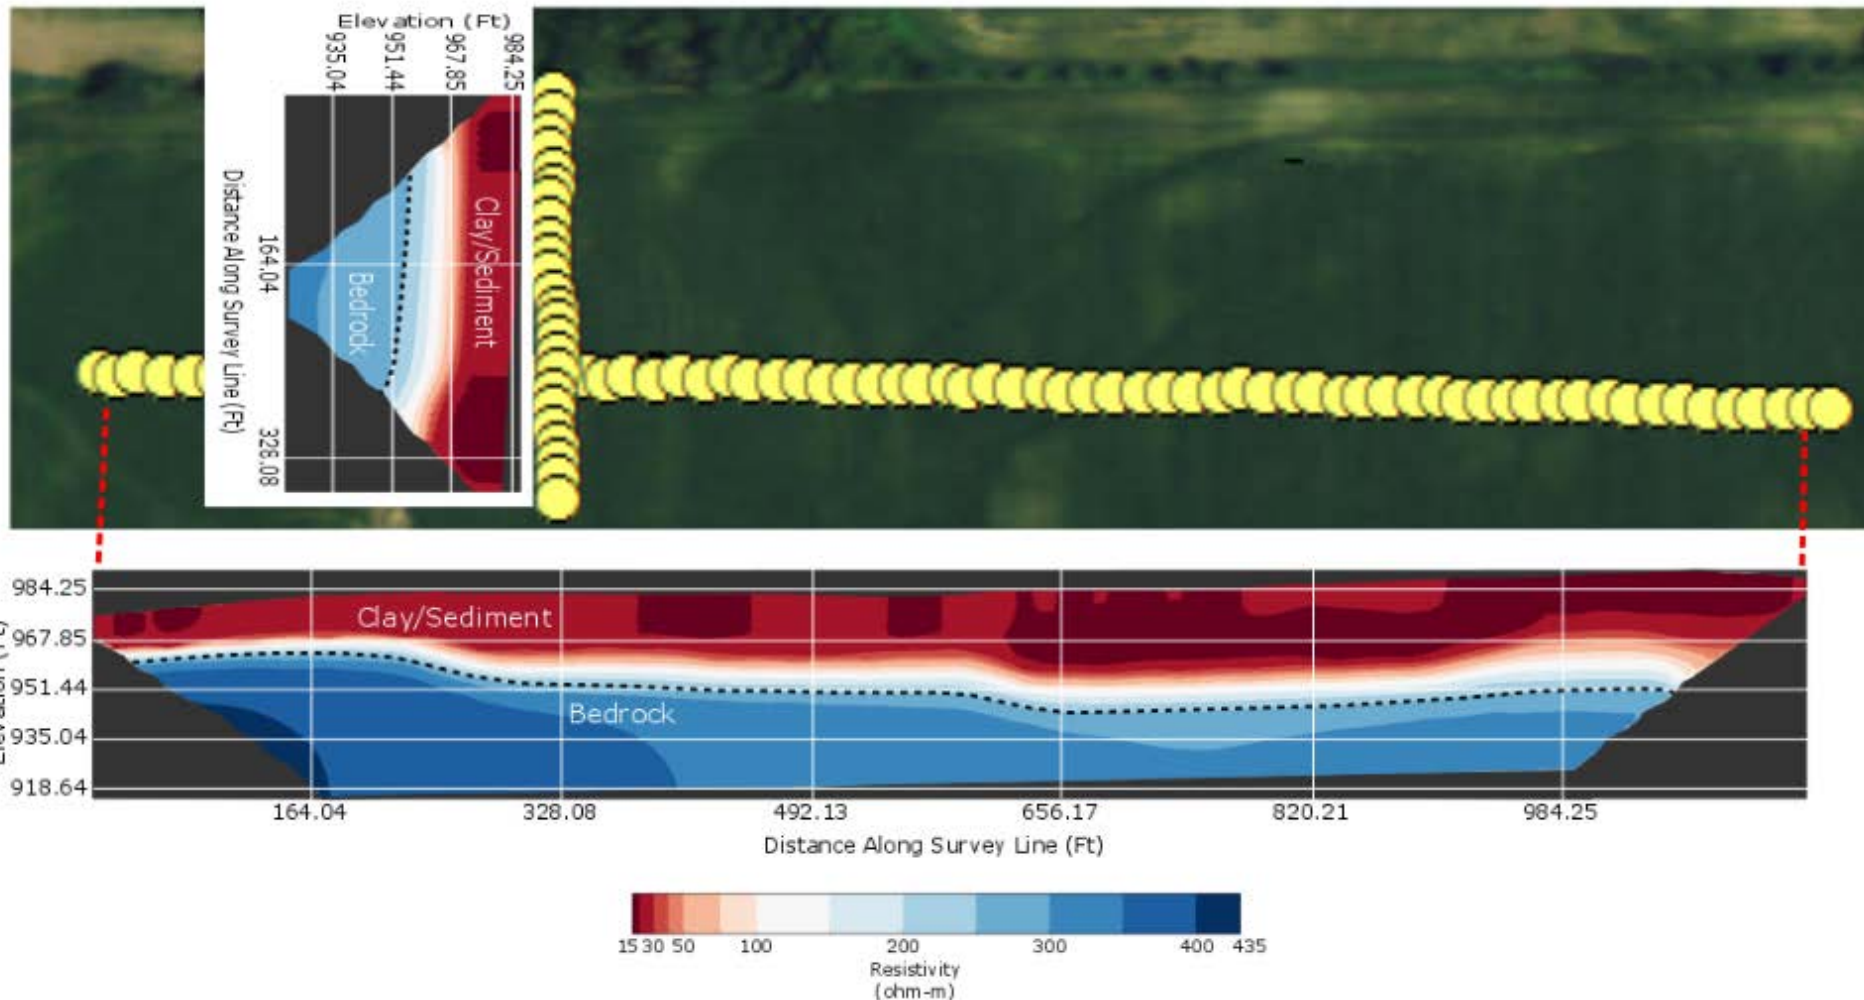 Elevation (Ft)
935.04 951.44 967.85 984.25
Distance Along Survey Line (Ft)
164.04
328.08
Clay/Sediment
Bedrock
984.25
967.85
951.44
935.04
918.64
Clay/Sediment
Bedrock
164.04 328.08 492.13 656.17 820.21 984.25
Distance Along Survey Line (Ft)
15 30 50 100 200 300 400 435
Resistivity
(ohm-m)